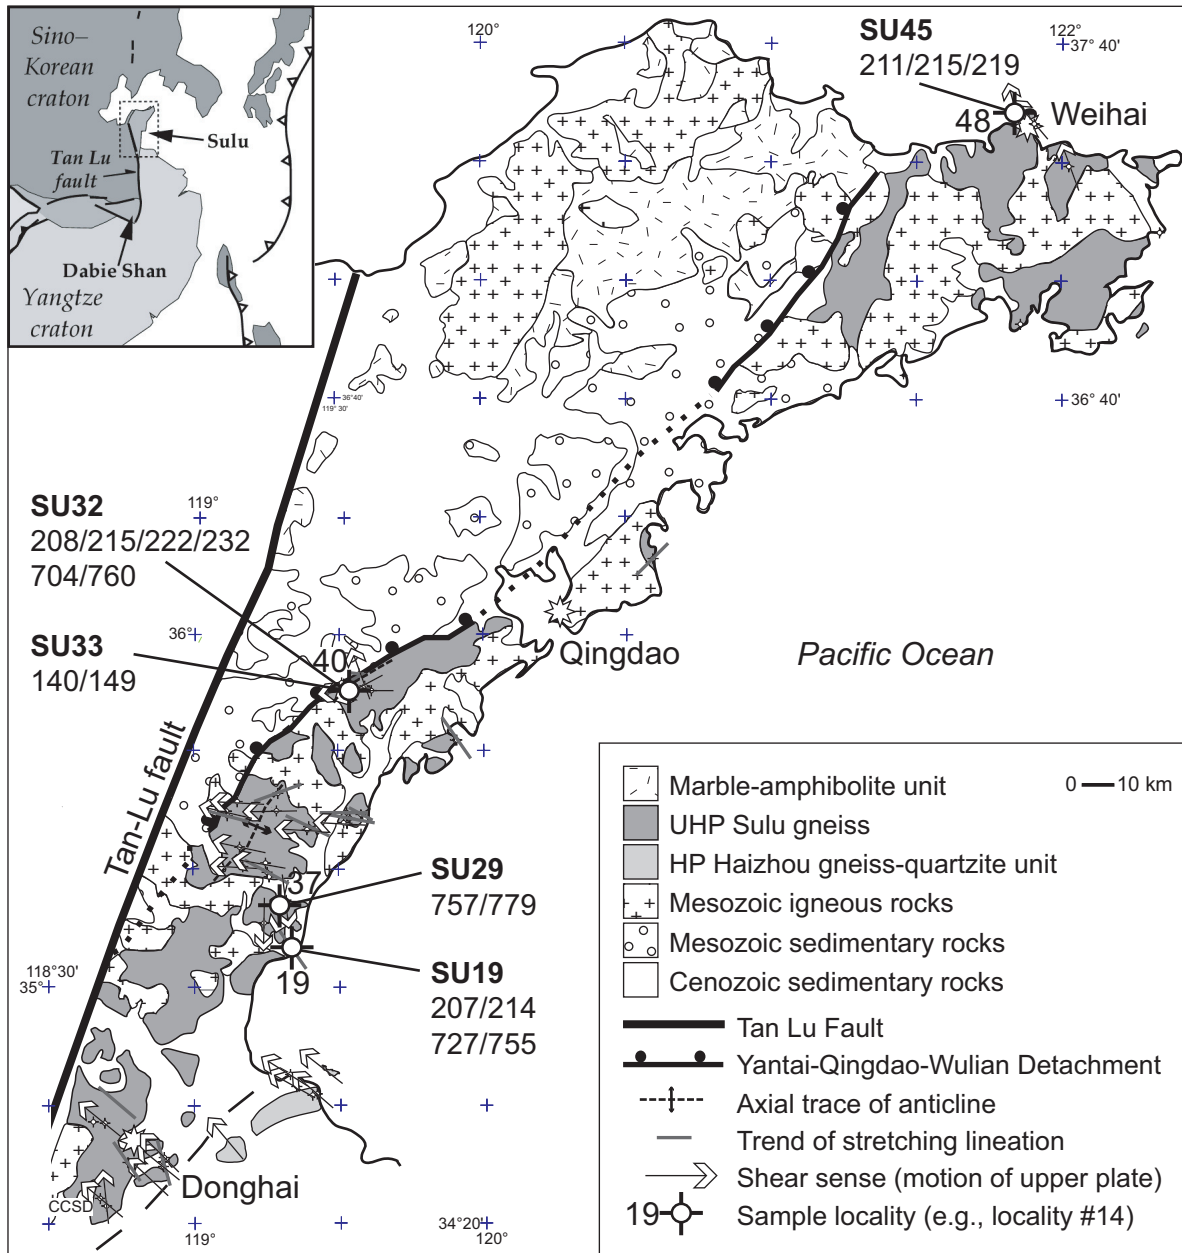 Sino–
Korean
craton
Sulu
Tan Lu
fault
Dabie Shan
Yangtze
craton
120°
122°
37° 40'
SU45
211/215/219
48
Weihai
36°40'
119° 30'
36° 40'
SU32
208/215/222/232
704/760
119°
SU33
140/149
36°
40
Qingdao
Pacific Ocean
Tan-Lu fault
37
SU29
757/779
SU19
207/214
727/755
19
118°30'
35°
Donghai
CCSD
119°
34°20'
120°
Marble-amphibolite unit
0 10 km
UHP Sulu gneiss
HP Haizhou gneiss-quartzite unit
Mesozoic igneous rocks
Mesozoic sedimentary rocks
Cenozoic sedimentary rocks
Tan Lu Fault
Yantai-Qingdao-Wulian Detachment
Axial trace of anticline
Trend of stretching lineation
Shear sense (motion of upper plate)
19 Sample locality (e.g., locality #14)